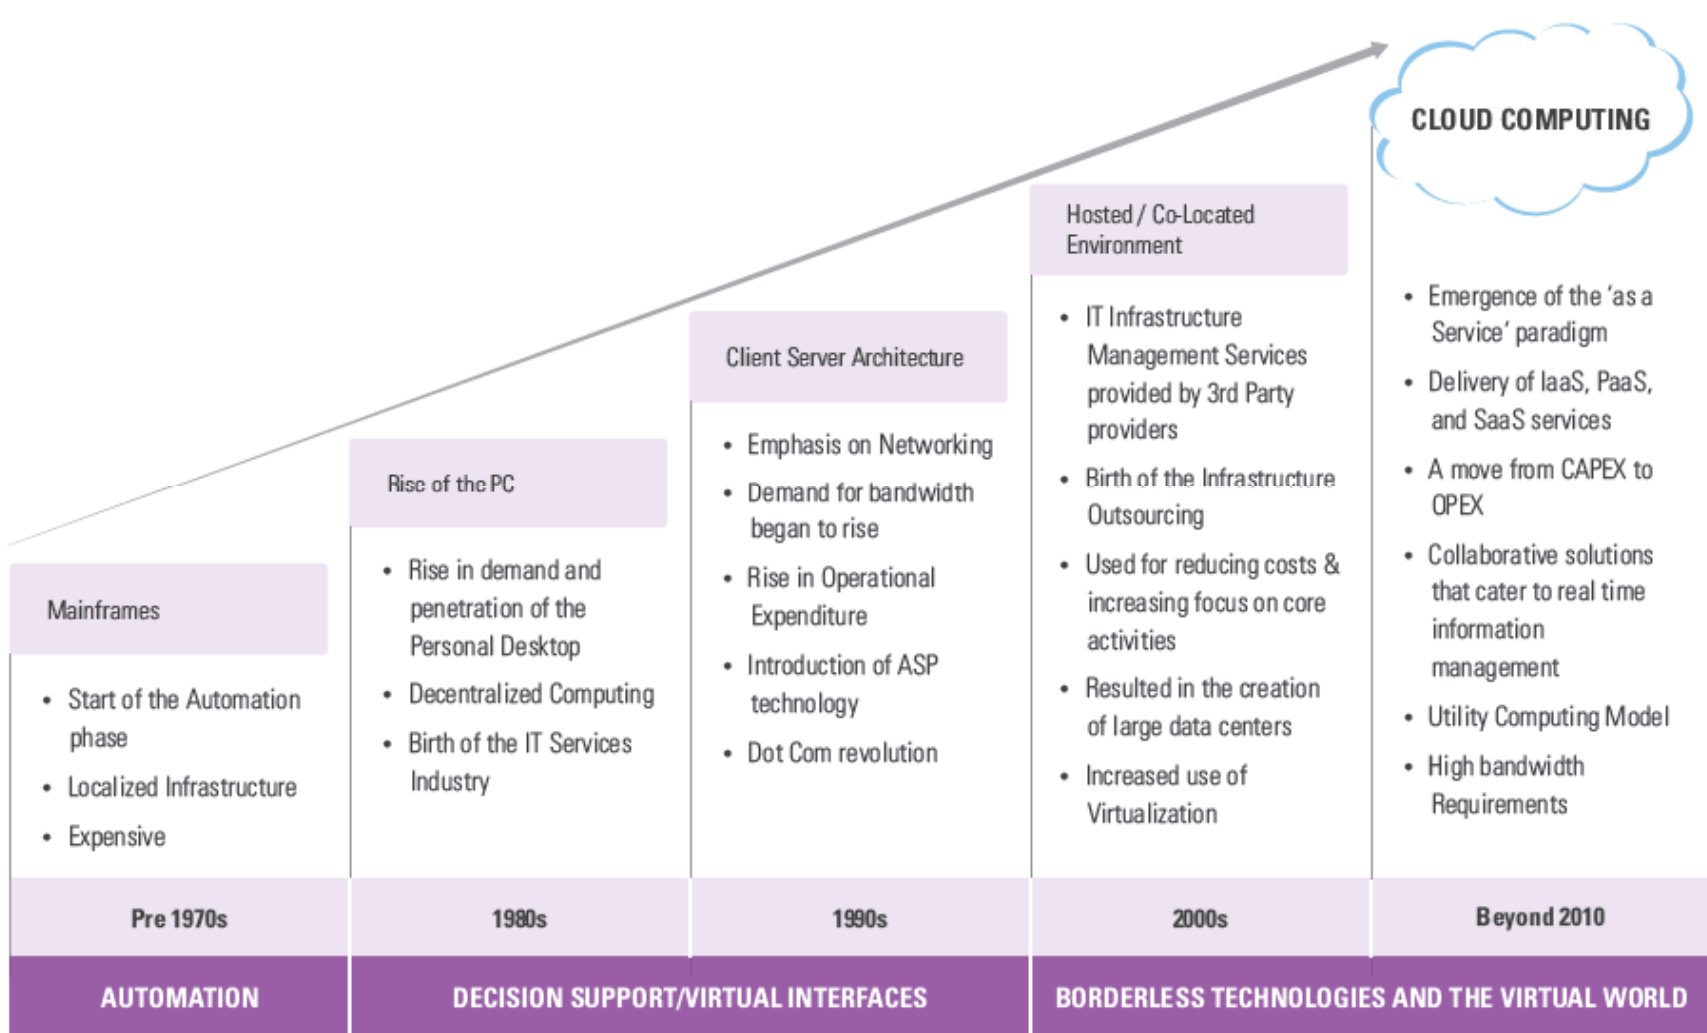 CLOUD COMPUTING
• Emergence of the ‘as a
Service’ paradigm
• Delivery of IaaS, PaaS,
and SaaS services
• A move from CAPEX to
OPEX
• Collaborative solutions
that cater to real time
information
management
• Utility Computing Model
• High bandwidth
Requirements
Hosted / Co-Located
Environment
• IT Infrastructure
Management Services
provided by 3rd Party
providers
• Birth of the Infrastructure
Outsourcing
• Used for reducing costs &
increasing focus on core
activities
• Resulted in the creation
of large data centers
• Increased use of
Virtualization
Client Server Architecture
• Emphasis on Networking
• Demand for bandwidth
began to rise
• Rise in Operational
Expenditure
• Introduction of ASP
technology
• Dot Com revolution
Rise of the PC
• Rise in demand and
penetration of the
Personal Desktop
• Decentralized Computing
• Birth of the IT Services
Industry
Mainframes
• Start of the Automation
phase
• Localized Infrastructure
• Expensive
Pre 1970s
1980s
1990s
2000s
Beyond 2010
AUTOMATION
DECISION SUPPORT/VIRTUAL INTERFACES
BORDERLESS TECHNOLOGIES AND THE VIRTUAL WORLD